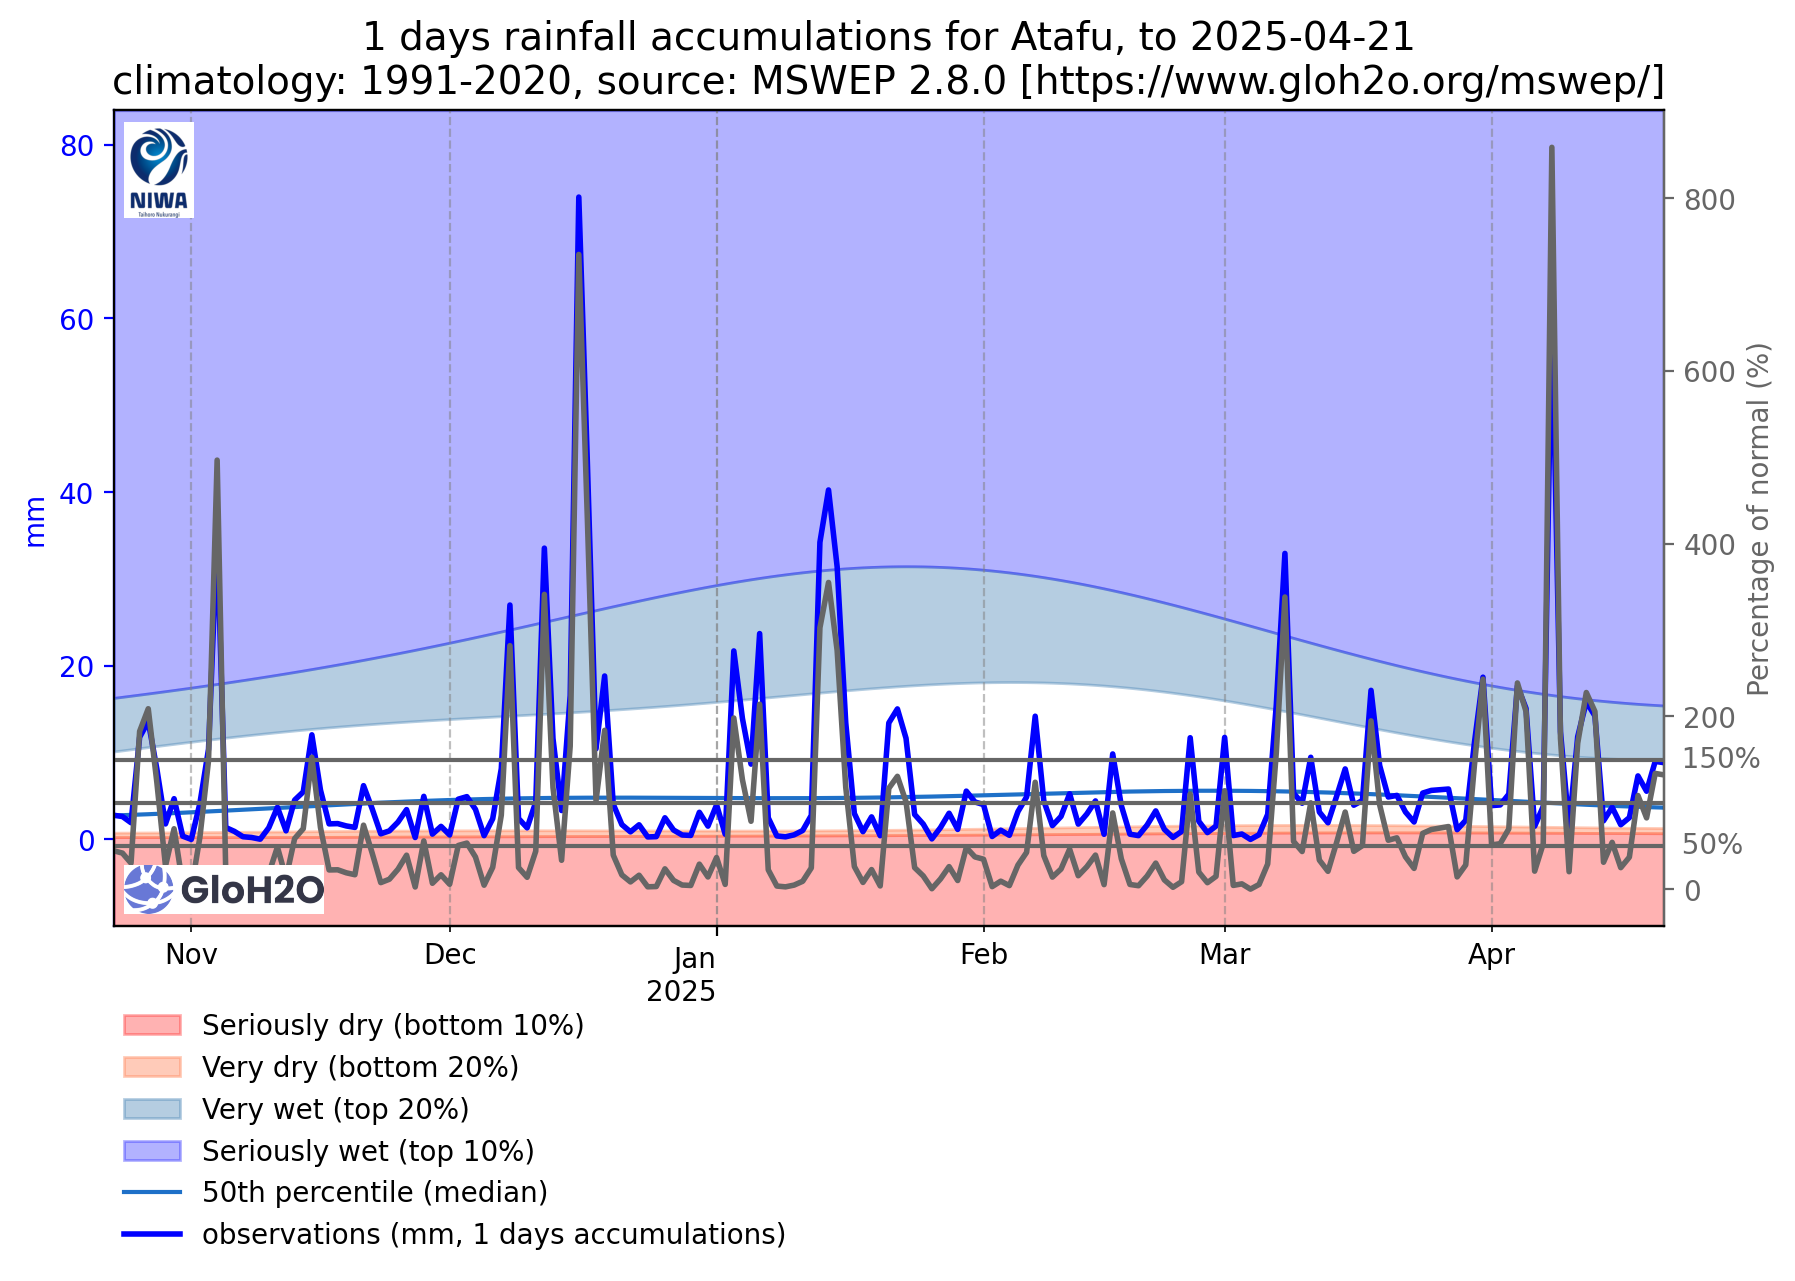 1 days rainfall accumulations for Atafu, to 2025-04-21
climatology: 1991-2020, source: MSWEP 2.8.0 [https://www.gloh2o.org/mswep/]
NIWA
Taihoro Nukurangi
80
60
40
20
0
mm
800
600
400
200
150%
50%
0
Percentage of normal (%)
GloH2O
Nov
Dec
Jan
2025
Feb
Mar
Apr
Seriously dry (bottom 10%)
Very dry (bottom 20%)
Very wet (top 20%)
Seriously wet (top 10%)
50th percentile (median)
observations (mm, 1 days accumulations)